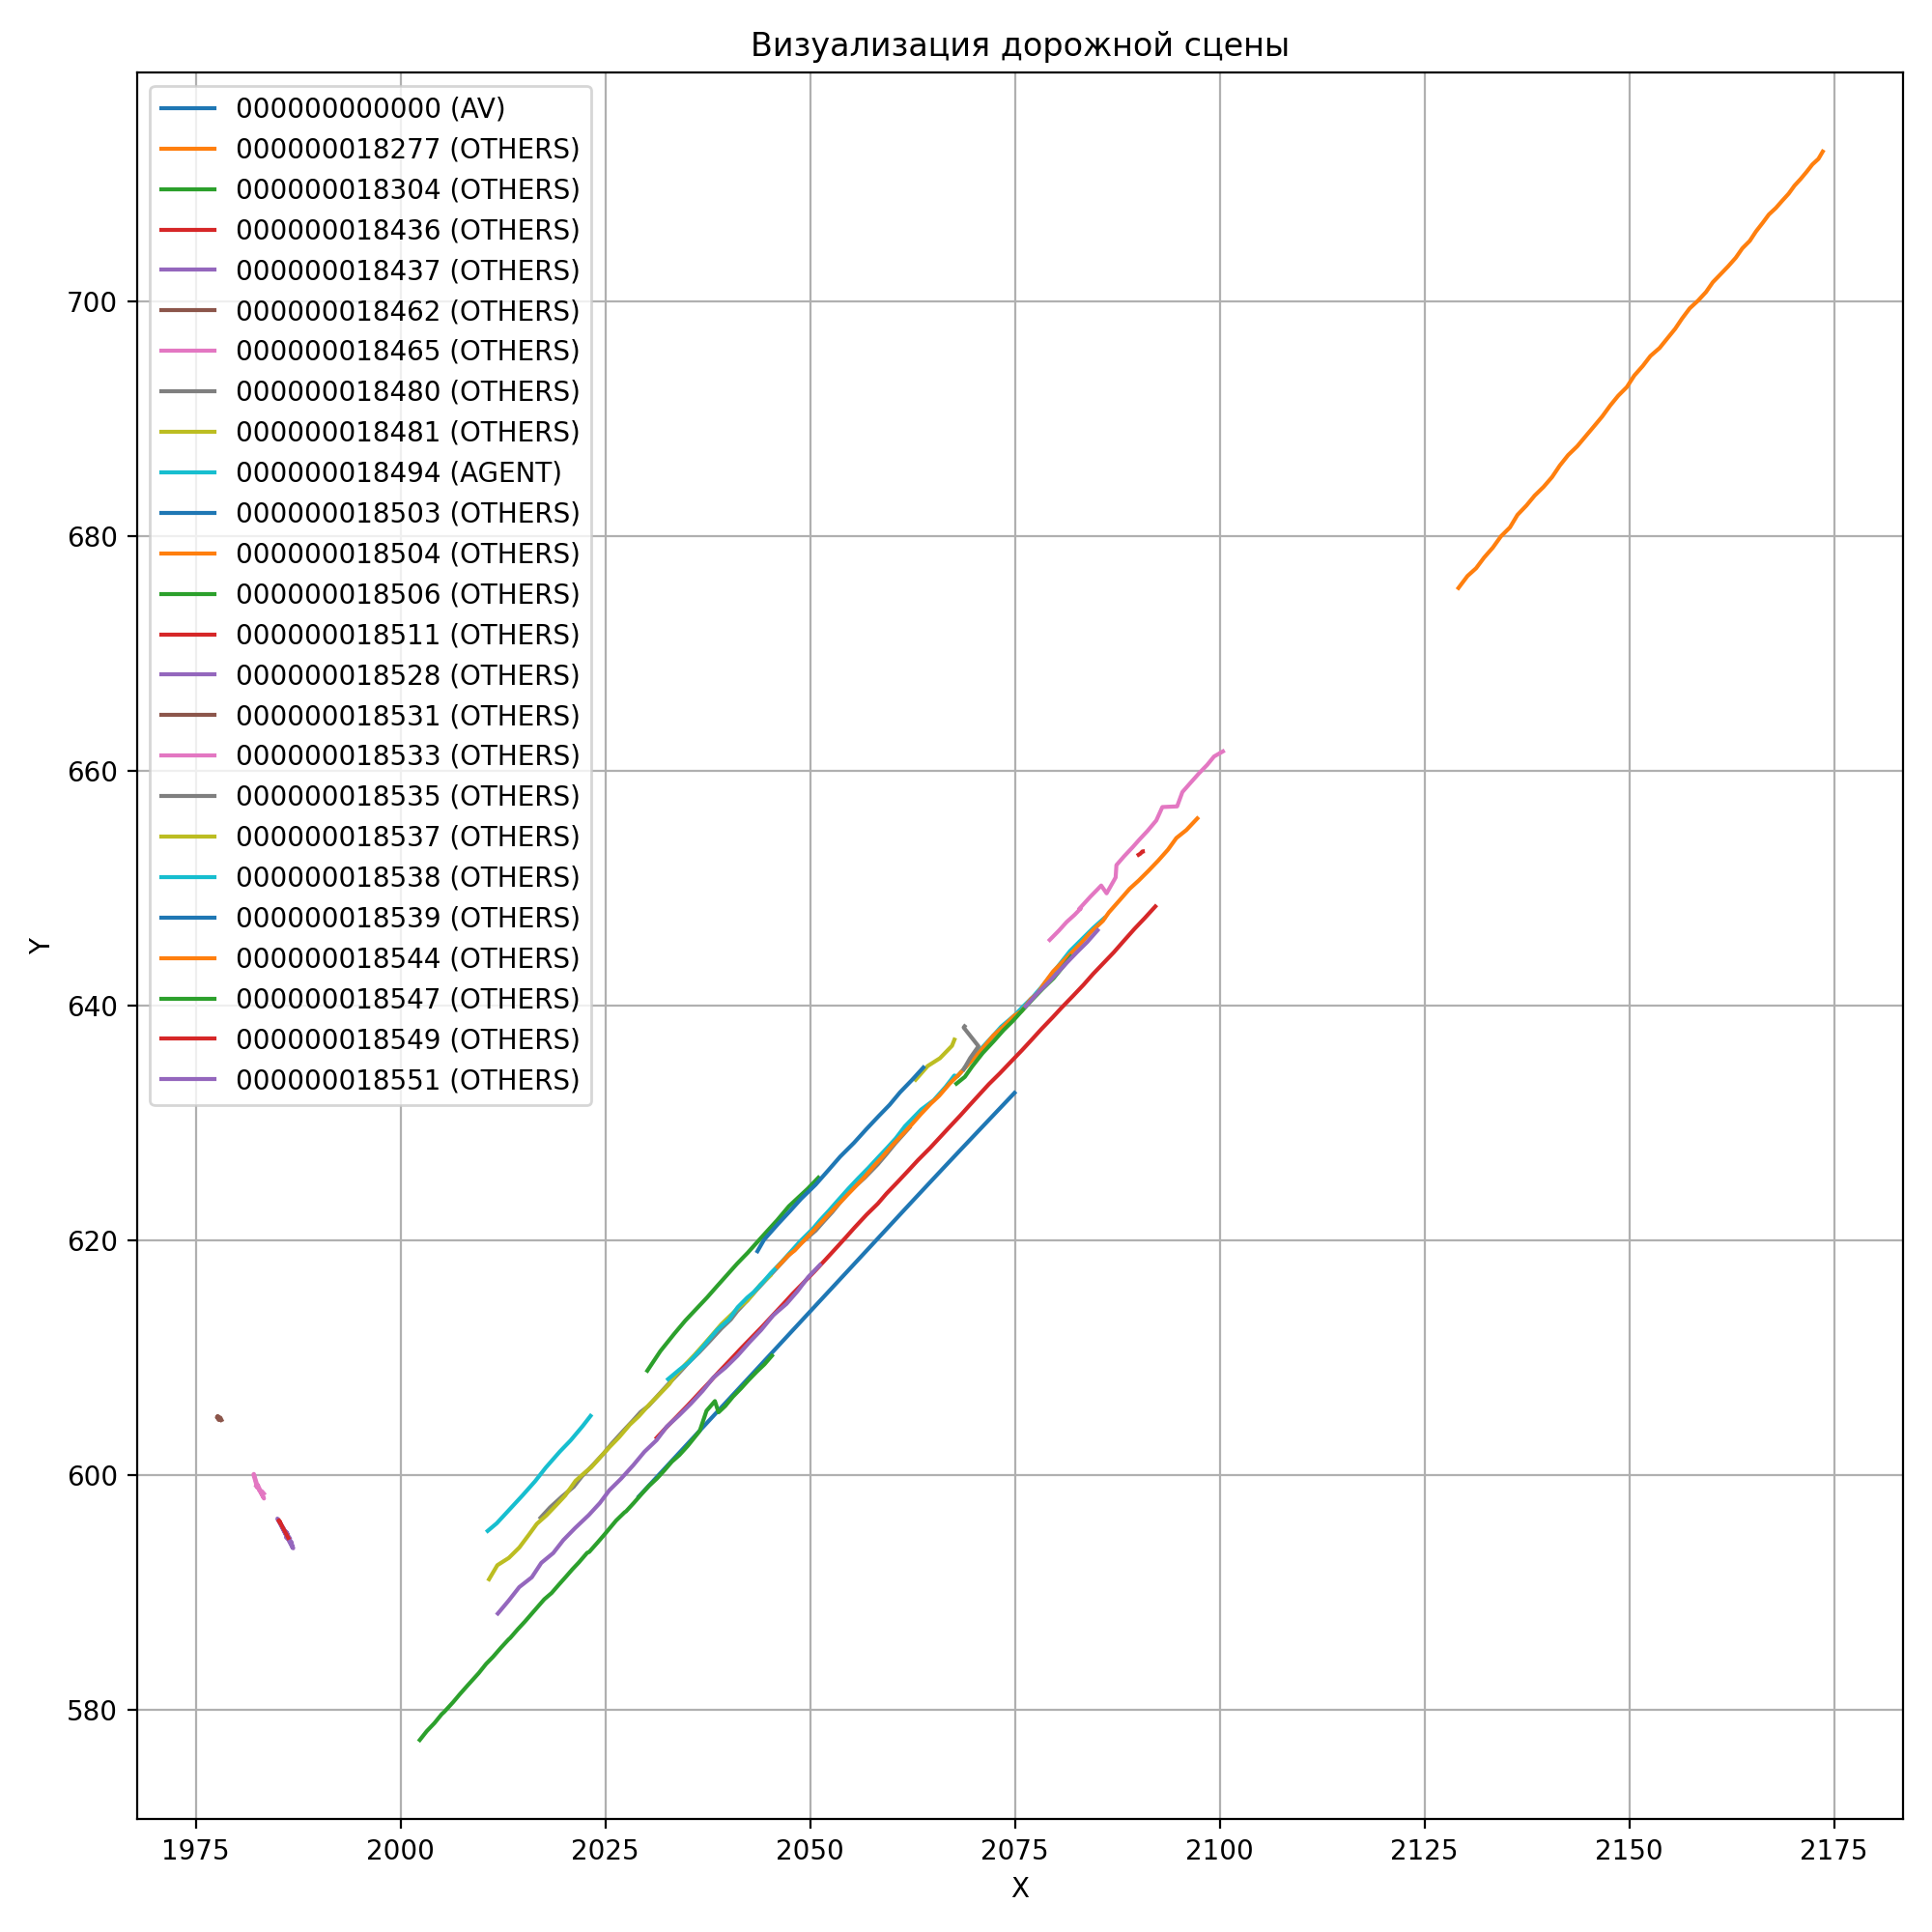 Визуализация дорожной сцены
000000000000 (AV)
000000018277 (OTHERS)
000000018304 (OTHERS)
000000018436 (OTHERS)
000000018437 (OTHERS)
000000018462 (OTHERS)
000000018465 (OTHERS)
000000018480 (OTHERS)
000000018481 (OTHERS)
000000018494 (AGENT)
000000018503 (OTHERS)
000000018504 (OTHERS)
000000018506 (OTHERS)
000000018511 (OTHERS)
000000018528 (OTHERS)
000000018531 (OTHERS)
000000018533 (OTHERS)
000000018535 (OTHERS)
000000018537 (OTHERS)
000000018538 (OTHERS)
000000018539 (OTHERS)
000000018544 (OTHERS)
000000018547 (OTHERS)
000000018549 (OTHERS)
000000018551 (OTHERS)
700
680
660
640
620
600
580
Y
1975 2000 2025 2050 2075 2100 2125 2150 2175
X